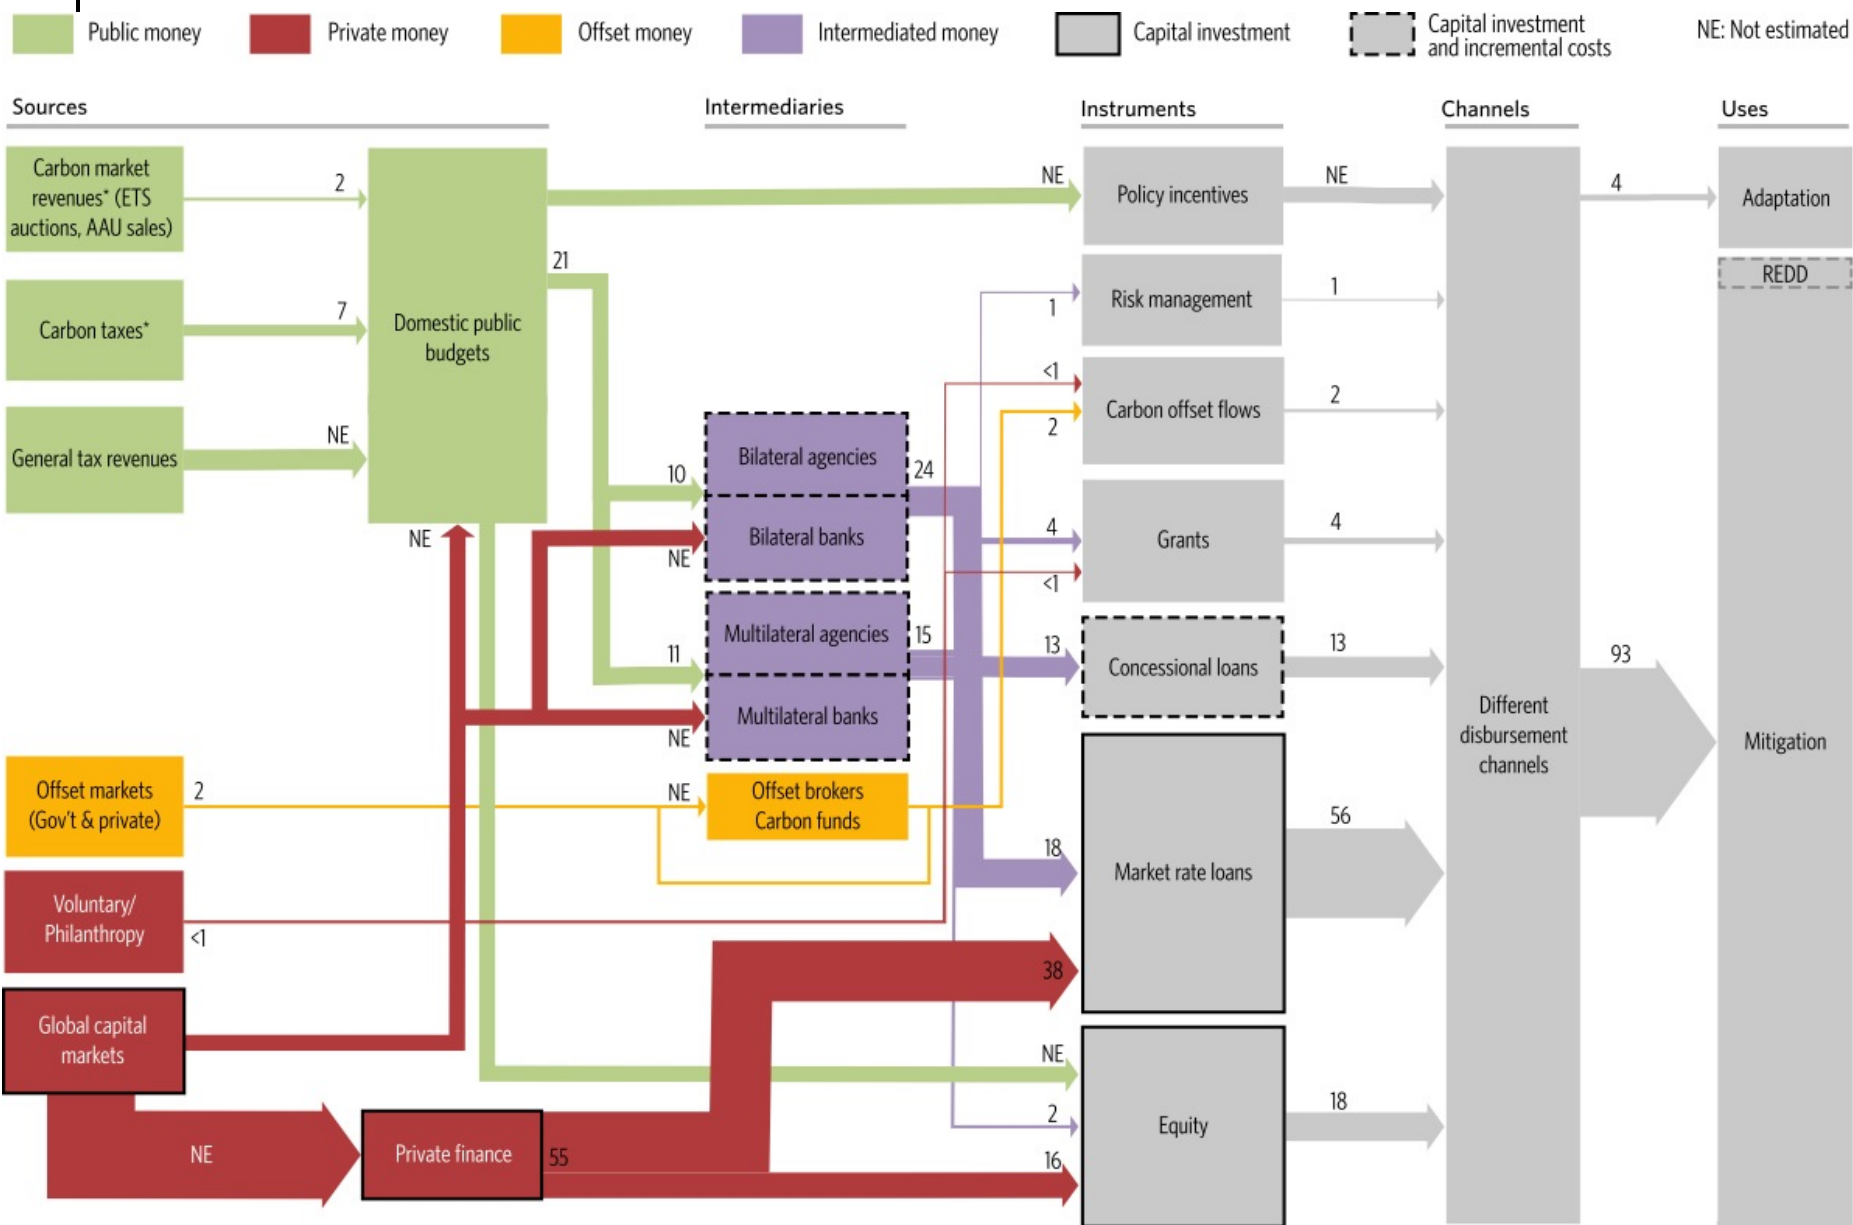 Public money
Private money
Offset money
Intermediated money
Capital investment
Capital investment
and incremental costs
NE: Not estimated
Sources
Intermediaries
Instruments
Channels
Uses
Carbon market
revenues* (ETS
auctions, AAU sales)
2
Carbon taxes*
7
General tax revenues
NE
Domestic public
budgets
21
NE
NE
Offset markets
(Gov't & private)
2
Voluntary/
Philanthropy
<1
Global capital
markets
NE
Private finance
55
10
Bilateral agencies
24
Bilateral banks
NE
11
Multilateral agencies
15
Multilateral banks
NE
NE
Offset brokers
Carbon funds
Policy incentives
NE
1
Risk management
1
<1
2
Carbon offset flows
2
4
<1
Grants
4
13
Concessional loans
13
18
38
Market rate loans
56
NE
2
16
Equity
18
Different
disbursement
channels
4
93
Adaptation
REDD
Mitigation